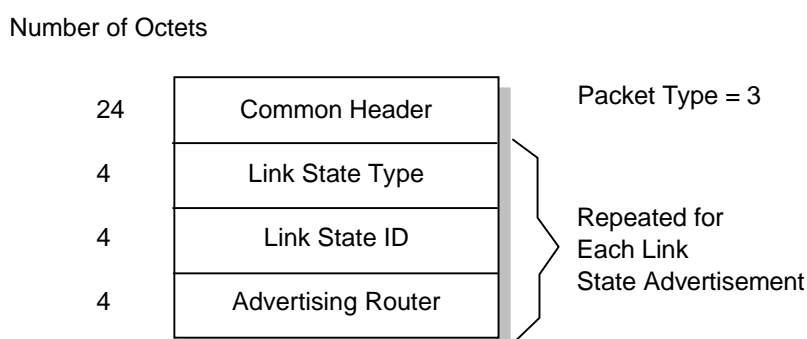 Number of Octets
24 Common Header Packet Type = 3
4 Link State Type
4 Link State ID
4 Advertising Router
Repeated for
Each Link
State Advertisement